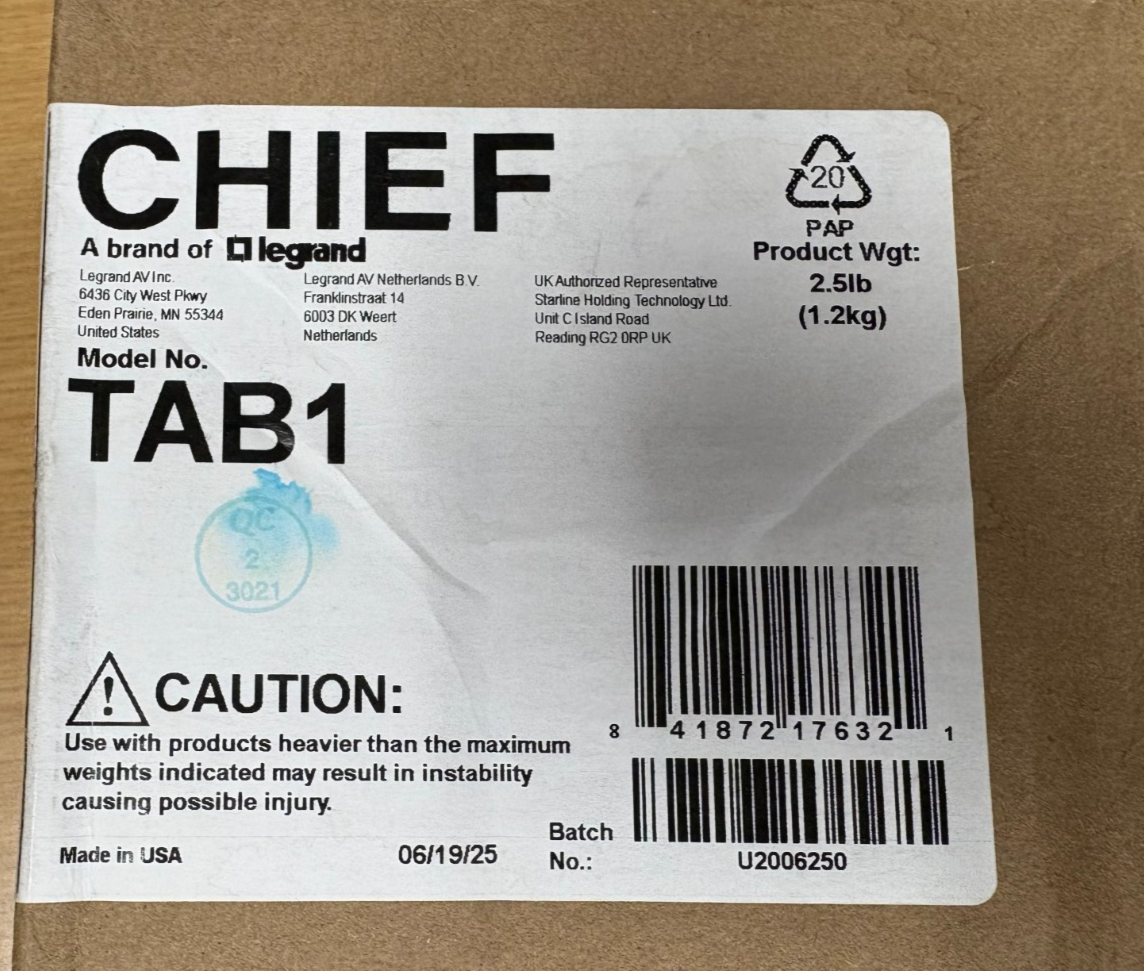 CHIEF
A brand of legrand
Legrand AV Inc.
6436 City West Pkwy
Eden Prairie, MN 55344
United States
Legrand AV Netherlands B.V.
Franklinstraat 14
6003 DK Weert
Netherlands
UK Authorized Representative
Starline Holding Technology Ltd.
Unit C Island Road
Reading RG2 0RP UK
20
PAP
Product Wgt:
2.5lb
(1.2kg)
Model No.
TAB1
QC
2
3021
CAUTION:
Use with products heavier than the maximum
weights indicated may result in instability
causing possible injury.
Made in USA
06/19/25
8 41872 17632 1
Batch
No.:
U2006250